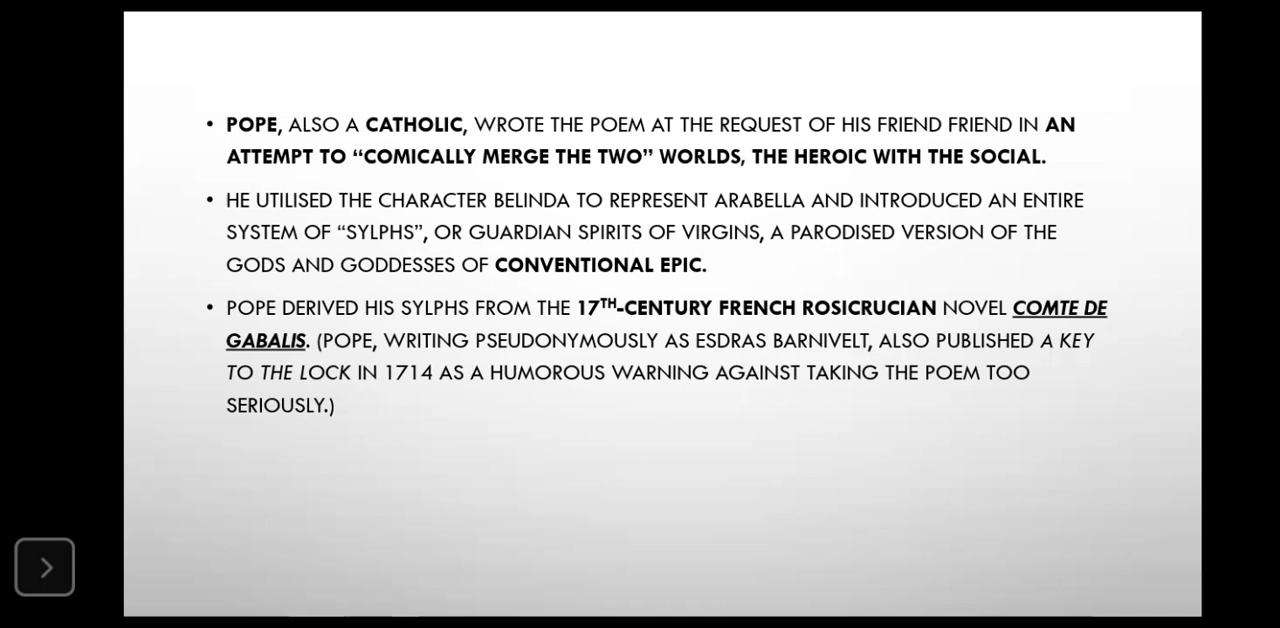 • POPE, ALSO A CATHOLIC, WROTE THE POEM AT THE REQUEST OF HIS FRIEND FRIEND IN AN
ATTEMPT TO “COMICALLY MERGE THE TWO” WORLDS, THE HEROIC WITH THE SOCIAL.
• HE UTILISED THE CHARACTER BELINDA TO REPRESENT ARABELLA AND INTRODUCED AN ENTIRE
SYSTEM OF “SYLPHS”, OR GUARDIAN SPIRITS OF VIRGINS, A PARODISED VERSION OF THE
GODS AND GODDESSES OF CONVENTIONAL EPIC.
• POPE DERIVED HIS SYLPHS FROM THE 17TH-CENTURY FRENCH ROSICRUCIAN NOVEL COMTE DE
GABALIS. (POPE, WRITING PSEUDONYMOUSLY AS ESDRAS BARNIVELT, ALSO PUBLISHED A KEY
TO THE LOCK IN 1714 AS A HUMOROUS WARNING AGAINST TAKING THE POEM TOO
SERIOUSLY.)